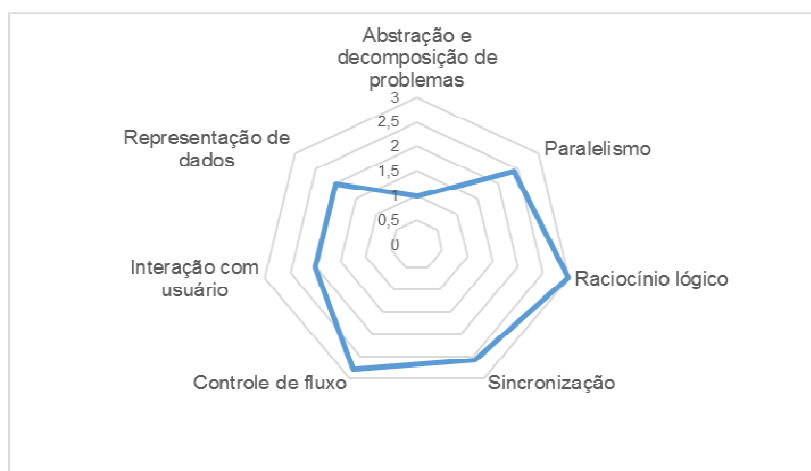 Abstração e
decomposição de
problemas
3
2,5
2
1,5
1
0,5
0
Paralelismo
Raciocínio lógico
Sincronização
Controle de fluxo
Interação com
usuário
Representação de
dados